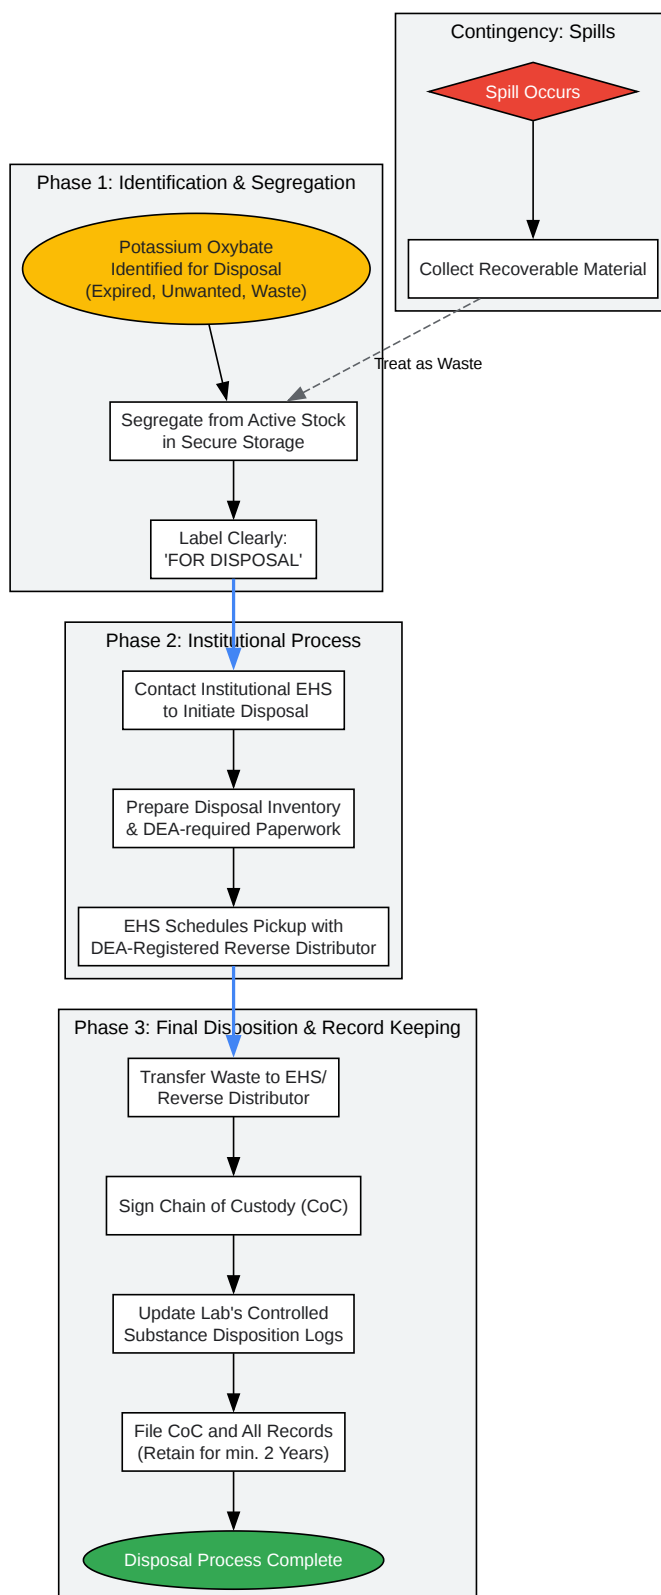 Contingency: Spills
Spill Occurs
Collect Recoverable Material
Treat as Waste
Phase 1: Identification & Segregation
Potassium Oxybate
Identified for Disposal
(Expired, Unwanted, Waste)
Segregate from Active Stock
in Secure Storage
Label Clearly:
'FOR DISPOSAL'
Phase 2: Institutional Process
Contact Institutional EHS
to Initiate Disposal
Prepare Disposal Inventory
& DEA-required Paperwork
EHS Schedules Pickup with
DEA-Registered Reverse Distributor
Phase 3: Final Disposition & Record Keeping
Transfer Waste to EHS/
Reverse Distributor
Sign Chain of Custody (CoC)
Update Lab's Controlled
Substance Disposition Logs
File CoC and All Records
(Retain for min. 2 Years)
Disposal Process Complete